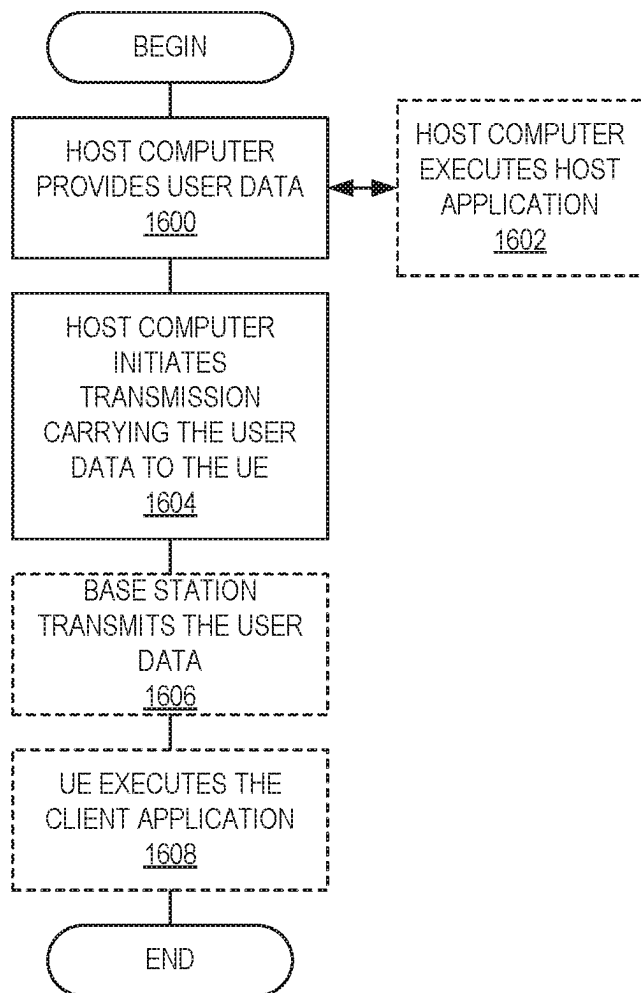 BEGIN
HOST COMPUTER
PROVIDES USER DATA
1600
HOST COMPUTER
EXECUTES HOST
APPLICATION
1602
HOST COMPUTER
INITIATES
TRANSMISSION
CARRYING THE USER
DATA TO THE UE
1604
BASE STATION
TRANSMITS THE USER
DATA
1606
UE EXECUTES THE
CLIENT APPLICATION
1608
END